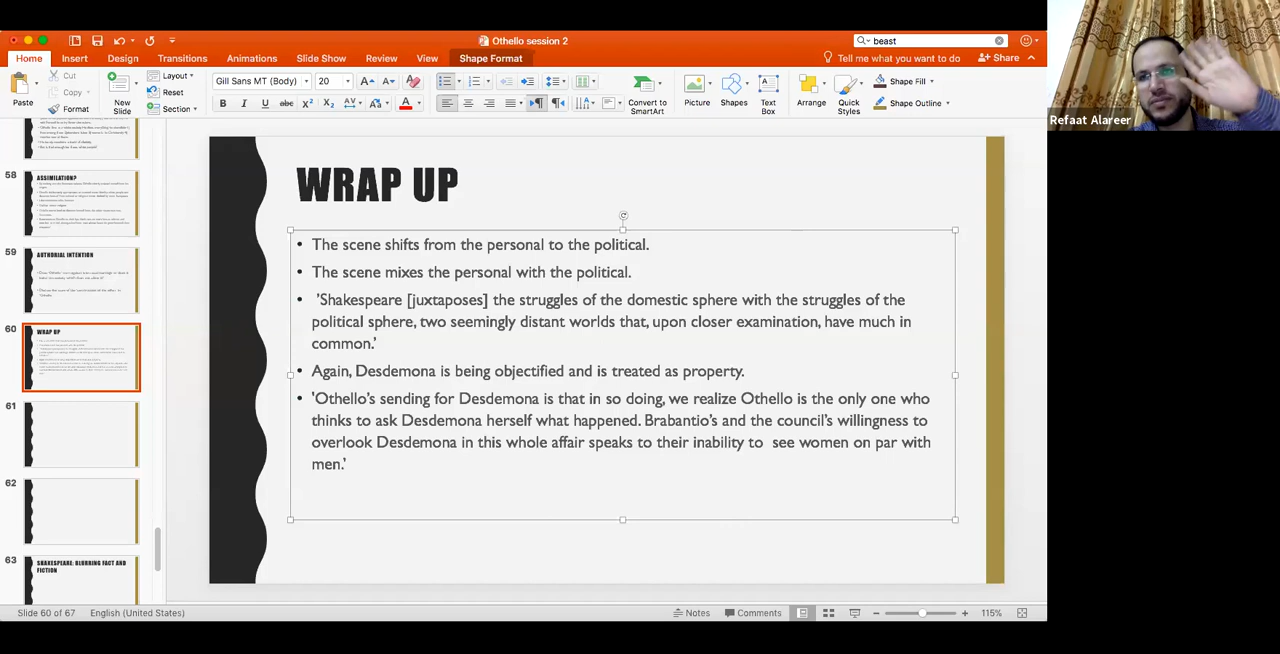 Othello session 2
beast
Home
Insert
Design
Transitions
Animations
Slide Show
Review
View
Shape Format
Tell me what you want to do
Share
Paste
Cut
Copy
Format
New
Slide
Layout
Reset
Section
Gill Sans MT (Body)
20
Convert to
SmartArt
Picture
Shapes
Text
Box
Arrange
Quick
Styles
Shape Fill
Shape Outline
Refaat Alareer
58
ASSIMILATION?
59
AUTHORIAL INTENTION
60
WRAP UP
61
62
63
SHAKESPEARE: BLURRING FACT AND
FICTION
WRAP UP
• The scene shifts from the personal to the political.
• The scene mixes the personal with the political.
• 'Shakespeare [juxtaposes] the struggles of the domestic sphere with the struggles of the
political sphere, two seemingly distant worlds that, upon closer examination, have much in
common.'
• Again, Desdemona is being objectified and is treated as property.
• 'Othello's sending for Desdemona is that in so doing, we realize Othello is the only one who
thinks to ask Desdemona herself what happened. Brabantio's and the council's willingness to
overlook Desdemona in this whole affair speaks to their inability to see women on par with
men.'
Slide 60 of 67
English (United States)
Notes
Comments
115%